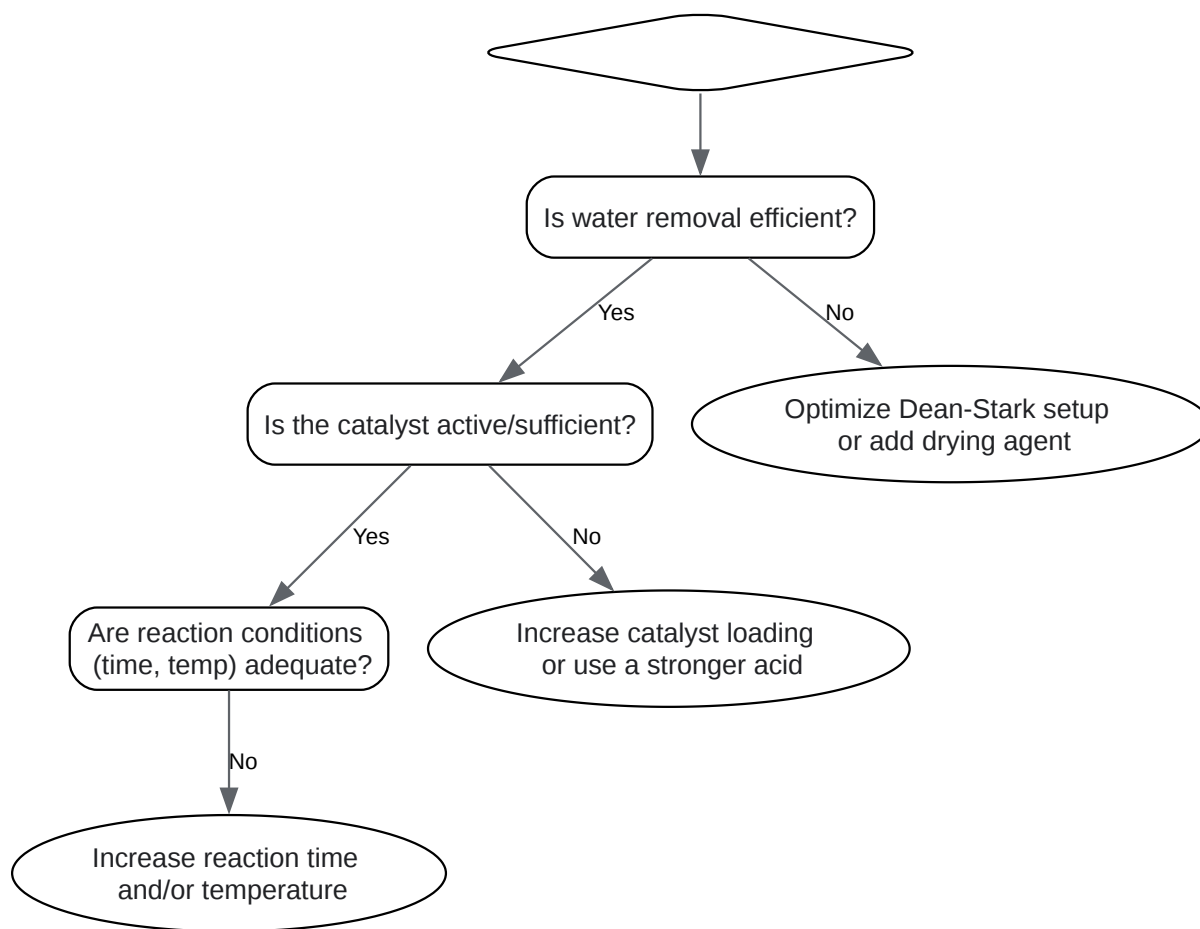 Is water removal efficient?
Yes
No
Is the catalyst active/sufficient?
Optimize Dean-Stark setup
or add drying agent
Yes
No
Are reaction conditions
(time, temp) adequate?
Increase catalyst loading
or use a stronger acid
No
Increase reaction time
and/or temperature